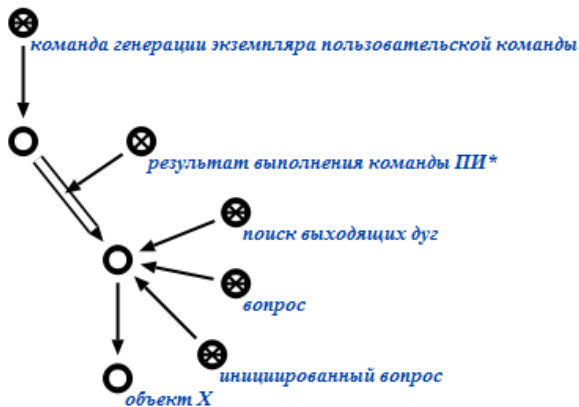 команда генерации экземпляра пользовательской команды
результат выполнения команды ПИ*
поиск выходящих дуг
вопрос
инициированный вопрос
объект X